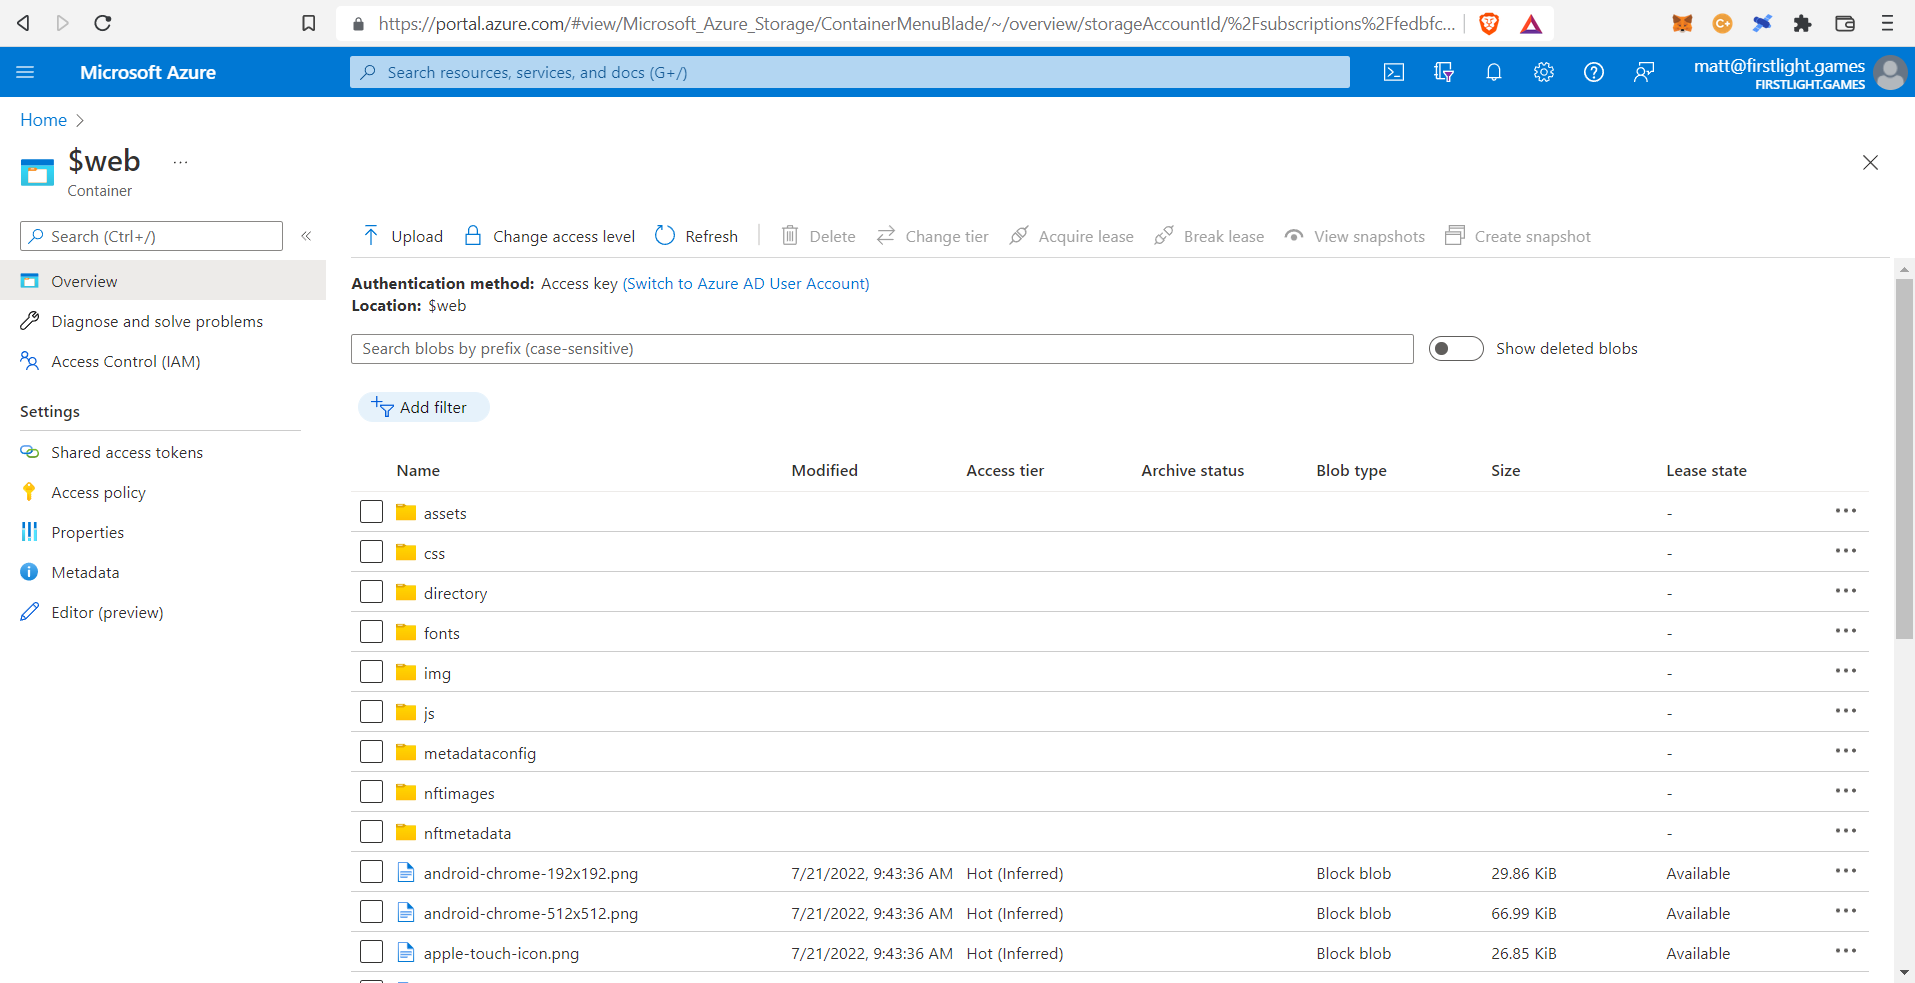 https://portal.azure.com/#view/Microsoft_Azure_Storage/ContainerMenuBlade/~/overview/storageAccountId/%2Fsubscriptions%2Ffedbfc...
Microsoft Azure
Search resources, services, and docs (G+/)
matt@firstlight.games
FIRSTLIGHT.GAMES
Home
$web
...
Container
Search (Ctrl+/)
«
Upload Change access level Refresh Delete Change tier Acquire lease Break lease View snapshots Create snapshot
Overview
Diagnose and solve problems
Access Control (IAM)
Settings
Shared access tokens
Access policy
Properties
Metadata
Editor (preview)
Authentication method: Access key (Switch to Azure AD User Account)
Location: $web
Search blobs by prefix (case-sensitive)
Show deleted blobs
Add filter
Name Modified Access tier Archive status Blob type Size Lease state
assets - ...
css - ...
directory - ...
fonts - ...
img - ...
js - ...
metadataconfig - ...
nftimages - ...
nftmetadata - ...
android-chrome-192x192.png 7/21/2022, 9:43:36 AM Hot (Inferred) Block blob 29.86 KiB Available ...
android-chrome-512x512.png 7/21/2022, 9:43:36 AM Hot (Inferred) Block blob 66.99 KiB Available ...
apple-touch-icon.png 7/21/2022, 9:43:36 AM Hot (Inferred) Block blob 26.85 KiB Available ...